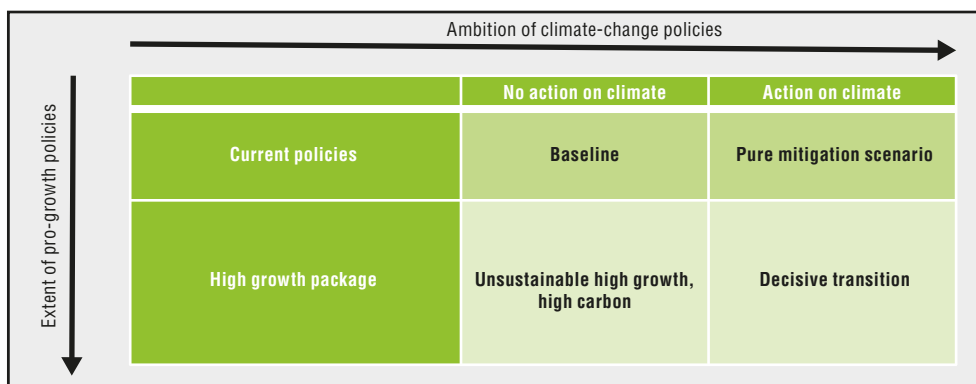 Ambition of climate-change policies
Extent of pro-growth policies
No action on climate
Action on climate
Current policies
Baseline
Pure mitigation scenario
High growth package
Unsustainable high growth,
high carbon
Decisive transition